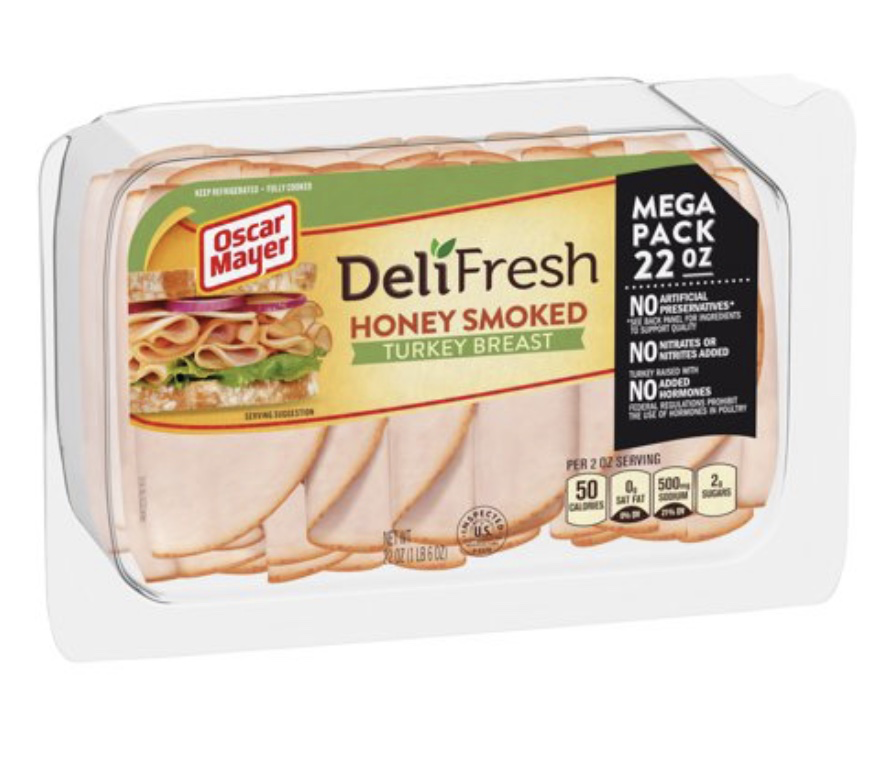 KEEP REFRIGERATED • FULLY COOKED
Oscar
Mayer
DeliFresh
HONEY SMOKED
TURKEY BREAST
SERVING SUGGESTION
MEGA
PACK
22 OZ
NO ARTIFICIAL
PRESERVATIVES*
*SEE BACK PANEL FOR INGREDIENTS
TO SUPPORT QUALITY
NO NITRATES OR
NITRITES ADDED
TURKEY RAISED WITH
NO ADDED
HORMONES
FEDERAL REGULATIONS PROHIBIT
THE USE OF HORMONES IN POULTRY
PER 2 OZ SERVING
50
CALORIES
0g
SAT FAT
0% DV
500mg
SODIUM
21% DV
2g
SUGARS
NET WT
22 OZ (1 LB 6 OZ)
INSPECTED
U.S.